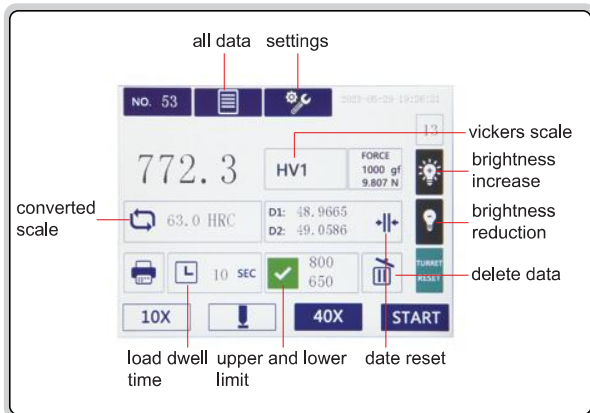 all data settings
NO. 53
2023-05-29 19:26:21
13
vickers scale
772.3
HV1
FORCE
1000 gf
9.807 N
brightness
increase
converted
scale
63.0 HRC
D1: 48.9665
D2: 49.0586
brightness
reduction
10 SEC
800
650
TURRET
RESET
delete data
10X
40X
START
load dwell
time
upper and lower
limit
date reset